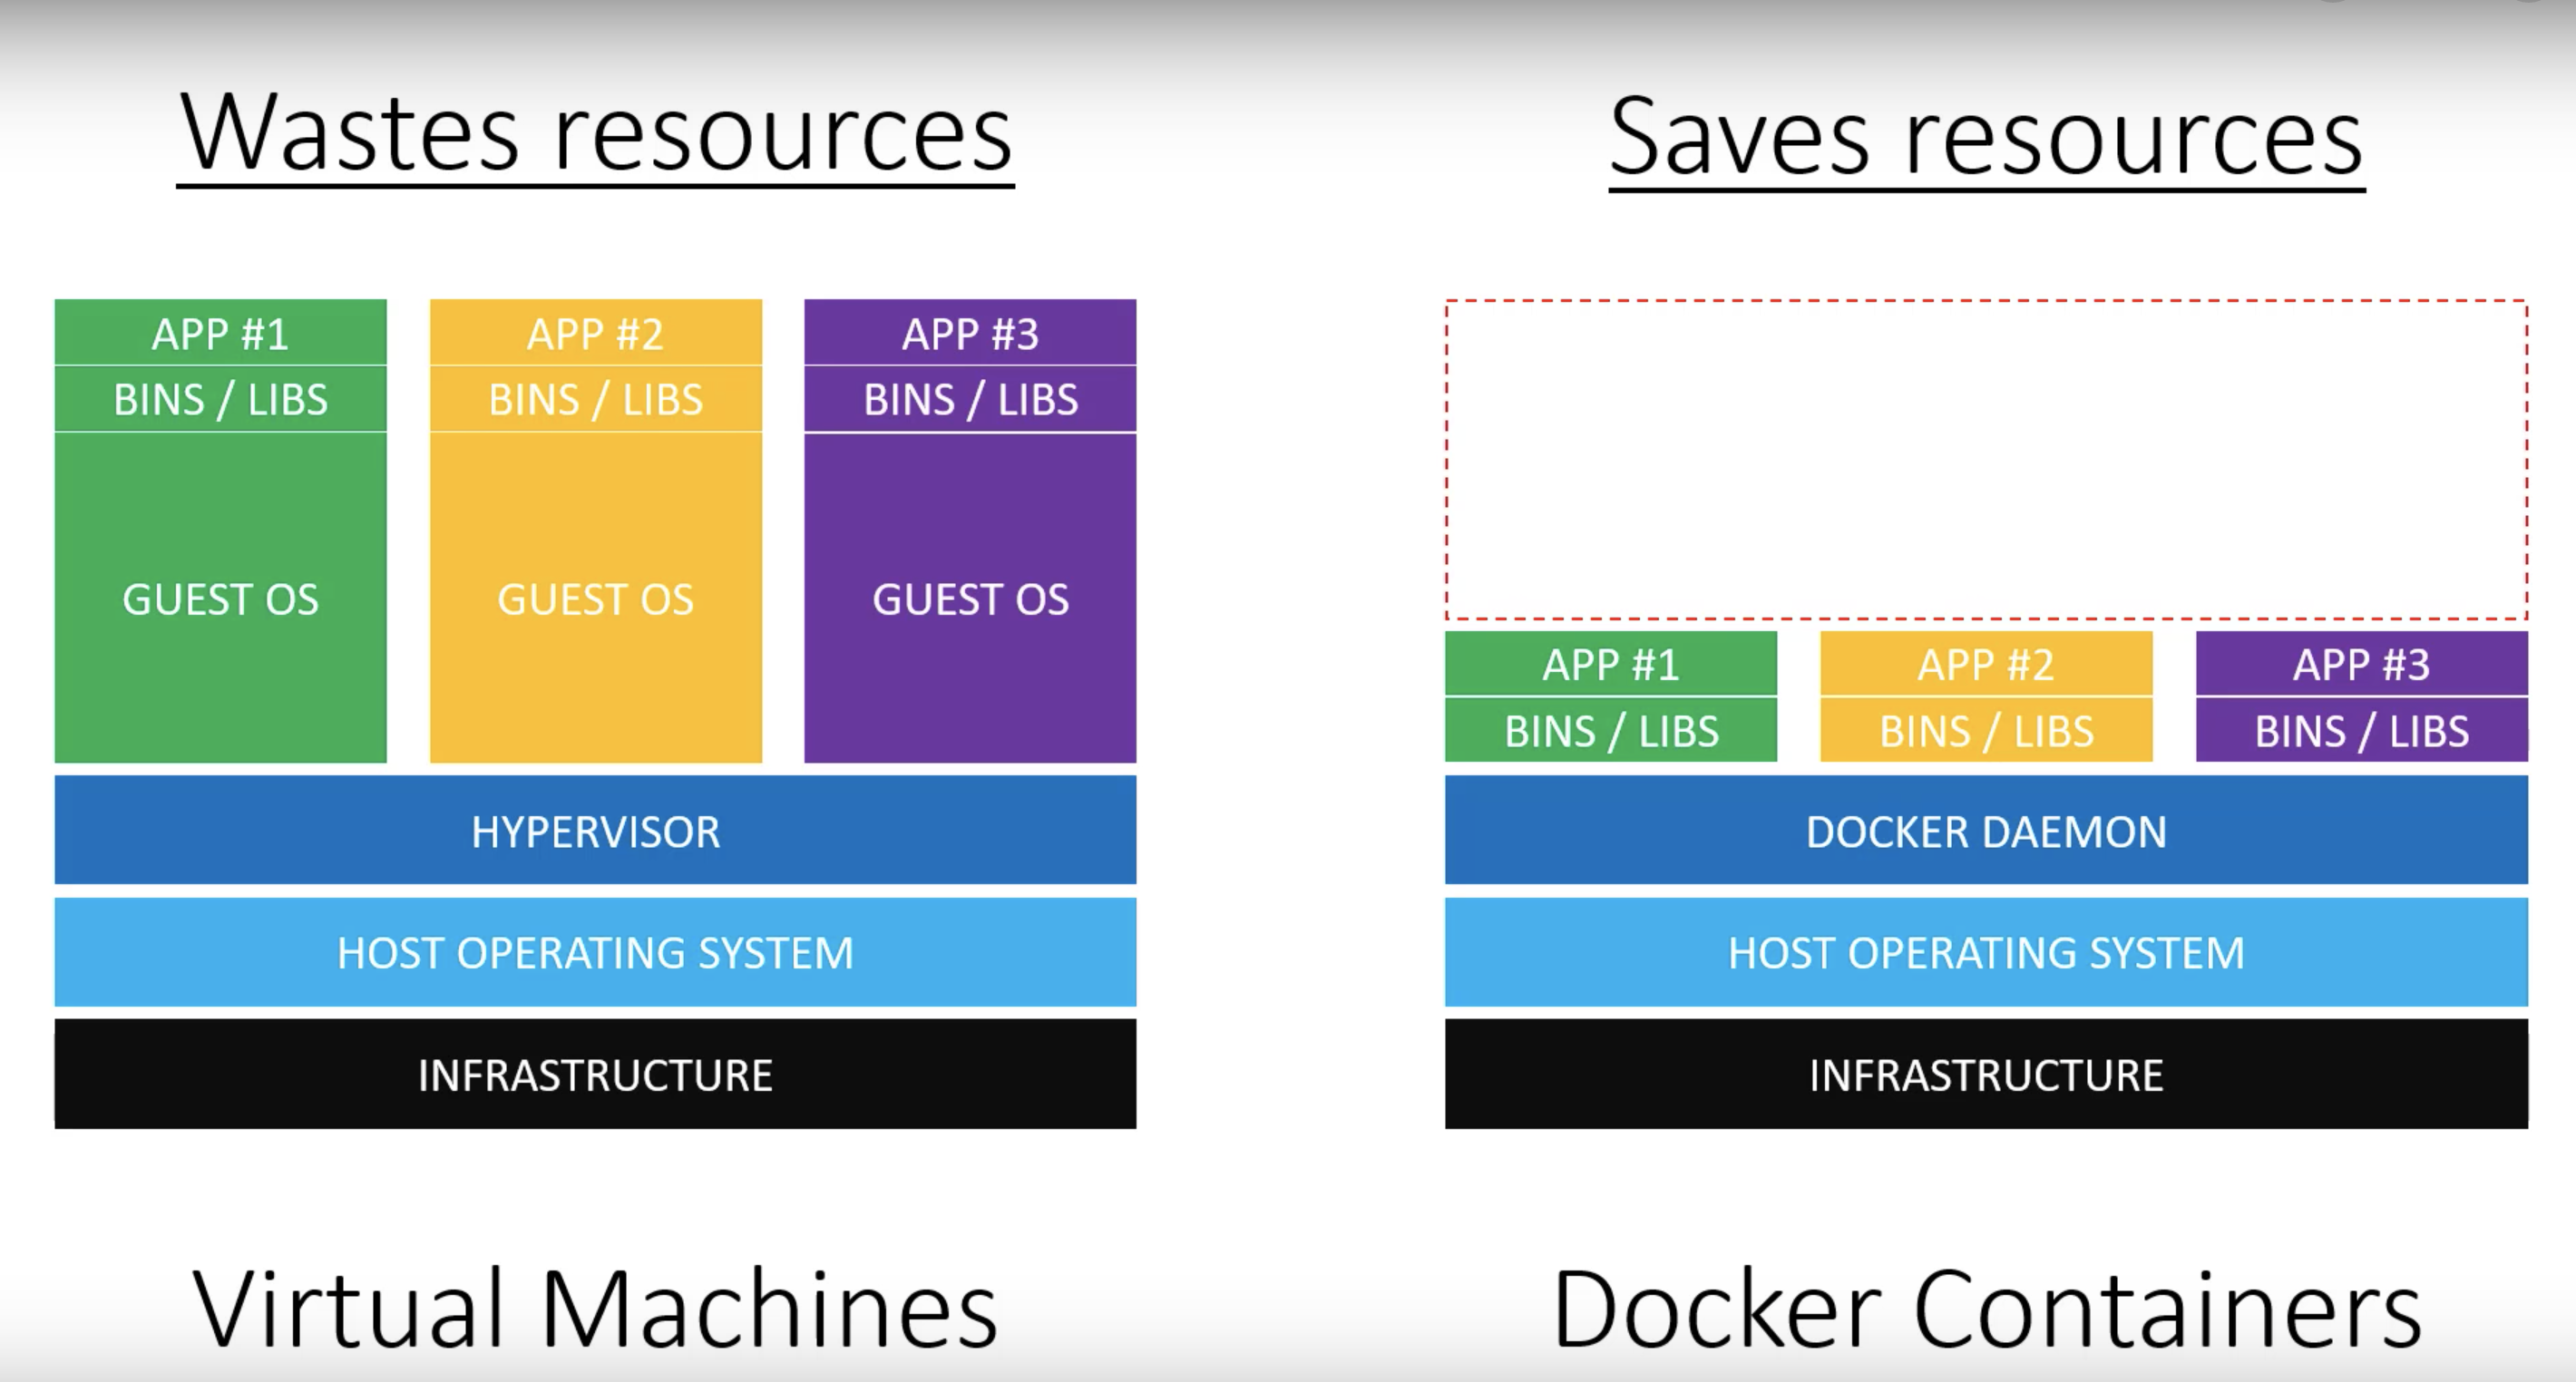 Wastes resources
APP #1
BINS / LIBS
GUEST OS
APP #2
BINS / LIBS
GUEST OS
APP #3
BINS / LIBS
GUEST OS
HYPERVISOR
HOST OPERATING SYSTEM
INFRASTRUCTURE
Virtual Machines
Saves resources
APP #1
BINS / LIBS
APP #2
BINS / LIBS
APP #3
BINS / LIBS
DOCKER DAEMON
HOST OPERATING SYSTEM
INFRASTRUCTURE
Docker Containers